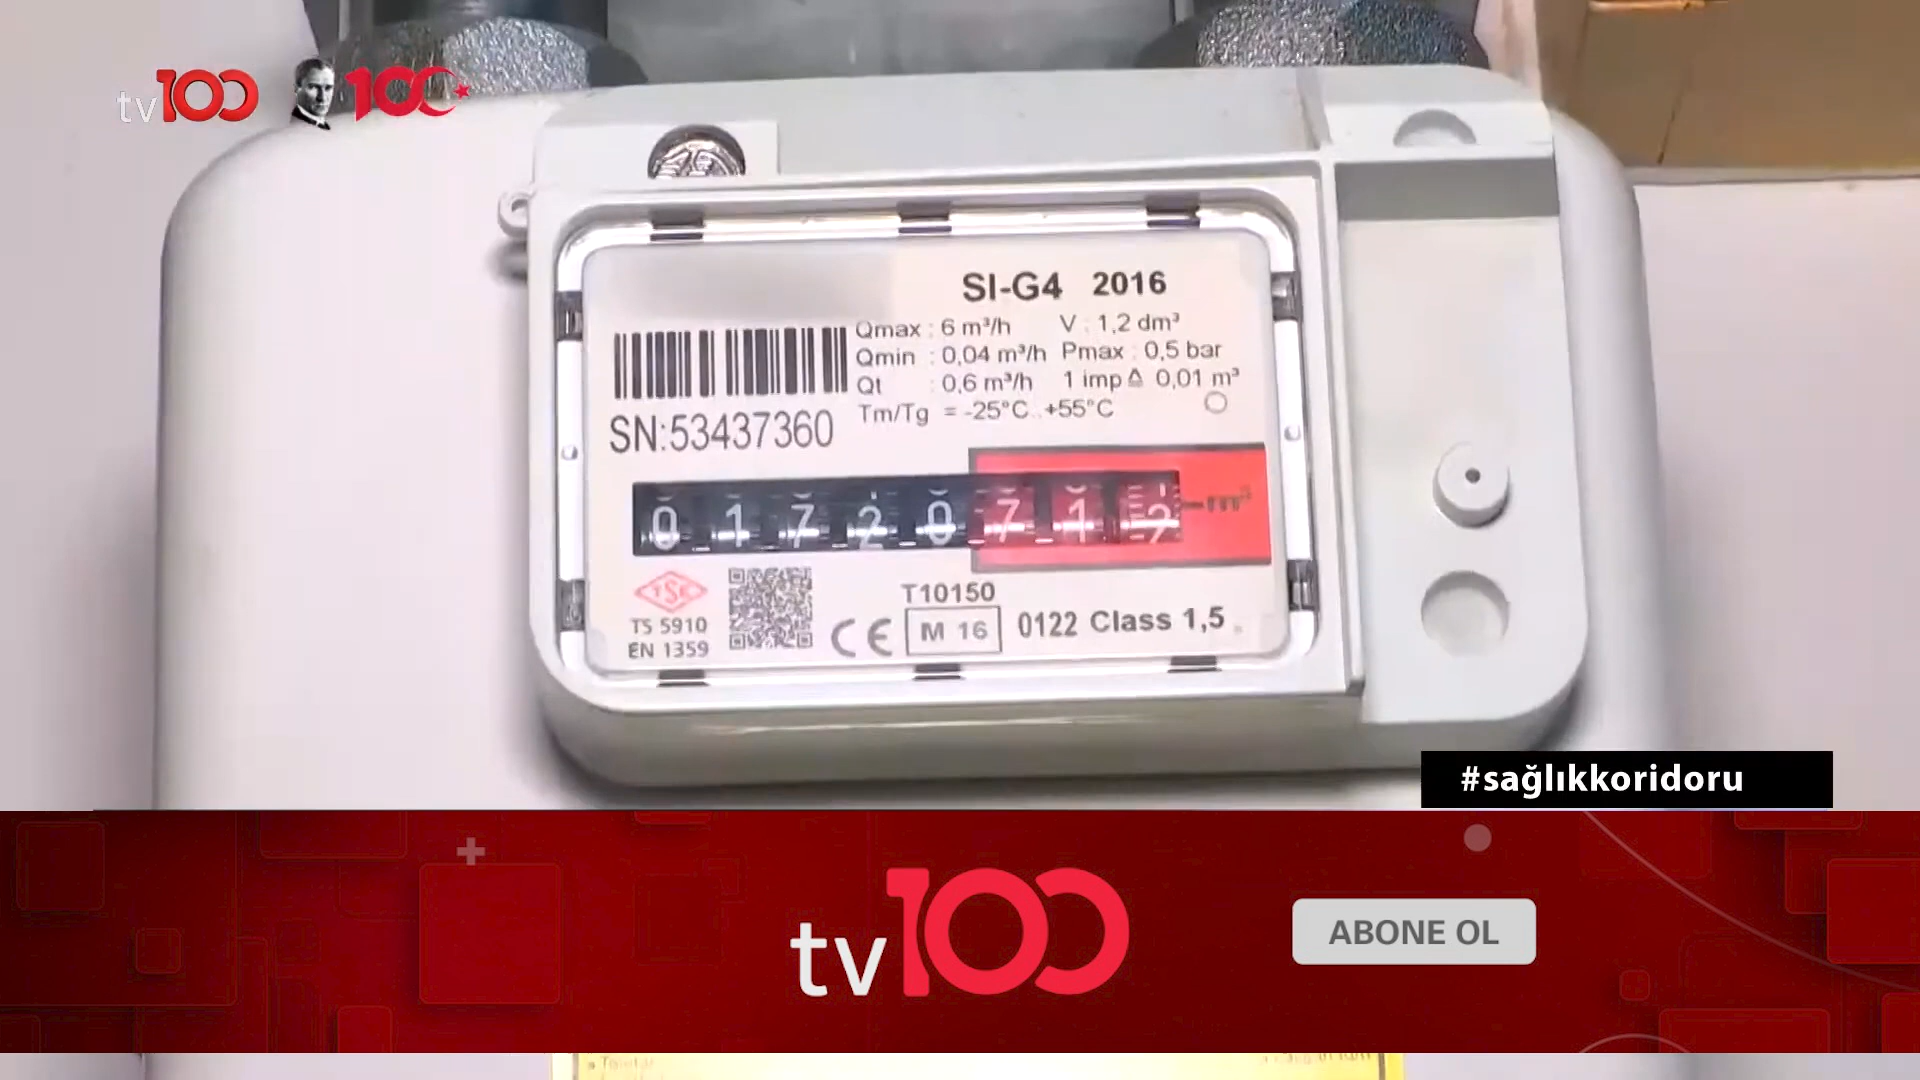 tv100
100
SI-G4 2016
Qmax : 6 m³/h V : 1,2 dm³
Qmin : 0,04 m³/h Pmax : 0,5 bar
Qt : 0,6 m³/h 1 imp ≙ 0,01 m³
Tm/Tg = -25°C..+55°C
SN:53437360
0 1 7 2 0 7 1 2
m³
TSE
TS 5910
EN 1359
CE
T10150
M 16
0122 Class 1,5
#sağlıkkoridoru
tv100
ABONE OL